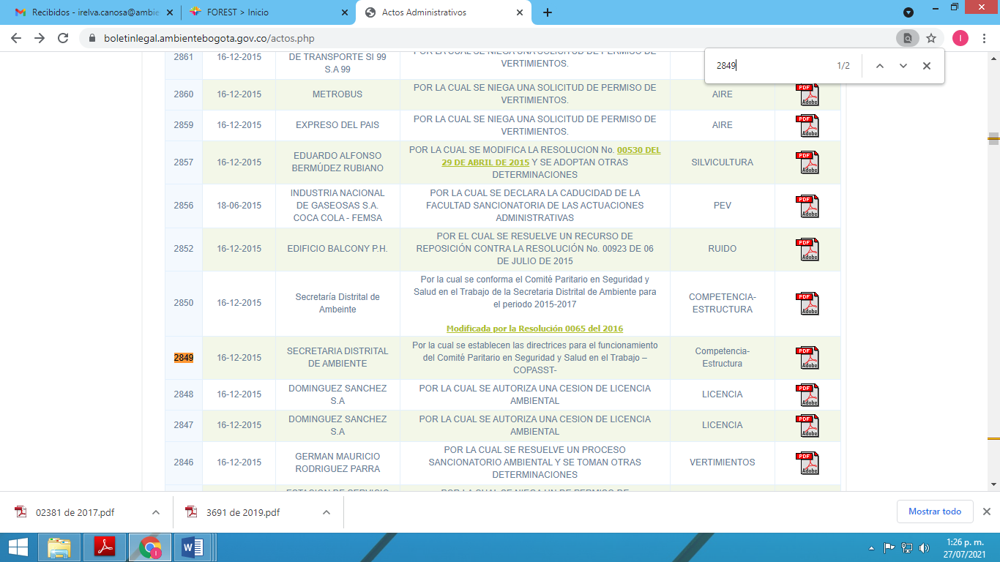 Recibidos - irelva.canosa@ambie
FOREST > Inicio
Actos Administrativos
boletinlegal.ambientebogota.gov.co/actos.php
I
2849
1/2
2861
16-12-2015
DE TRANSPORTE SI 99
S.A 99
POR LA CUAL SE NIEGA UNA SOLICITUD DE PERMISO DE
VERTIMIENTOS.
2860
16-12-2015
METROBUS
POR LA CUAL SE NIEGA UNA SOLICITUD DE PERMISO DE
VERTIMIENTOS.
AIRE
PDF
Adobe
2859
16-12-2015
EXPRESO DEL PAIS
POR LA CUAL SE NIEGA UNA SOLICITUD DE PERMISO DE
VERTIMIENTOS.
AIRE
PDF
Adobe
2857
16-12-2015
EDUARDO ALFONSO
BERMÚDEZ RUBIANO
POR LA CUAL SE MODIFICA LA RESOLUCION No. 00530 DEL
29 DE ABRIL DE 2015 Y SE ADOPTAN OTRAS
DETERMINACIONES
SILVICULTURA
PDF
Adobe
2856
18-06-2015
INDUSTRIA NACIONAL
DE GASEOSAS S.A.
COCA COLA - FEMSA
POR LA CUAL SE DECLARA LA CADUCIDAD DE LA
FACULTAD SANCIONATORIA DE LAS ACTUACIONES
ADMINISTRATIVAS
PEV
PDF
Adobe
2852
16-12-2015
EDIFICIO BALCONY P.H.
POR EL CUAL SE RESUELVE UN RECURSO DE
REPOSICIÓN CONTRA LA RESOLUCIÓN No. 00923 DE 06
DE JULIO DE 2015
RUIDO
PDF
Adobe
2850
16-12-2015
Secretaría Distrital de
Ambeinte
Por la cual se conforma el Comité Paritario en Seguridad y
Salud en el Trabajo de la Secretaria Distrital de Ambiente para
el periodo 2015-2017
Modificada por la Resolución 0065 del 2016
COMPETENCIA-
ESTRUCTURA
PDF
Adobe
2849
16-12-2015
SECRETARIA DISTRITAL
DE AMBIENTE
Por la cual se establecen las directrices para el funcionamiento
del Comité Paritario en Seguridad y Salud en el Trabajo –
COPASST-
Competencia-
Estructura
PDF
Adobe
2848
16-12-2015
DOMINGUEZ SANCHEZ
S.A
POR LA CUAL SE AUTORIZA UNA CESION DE LICENCIA
AMBIENTAL
LICENCIA
PDF
Adobe
2847
16-12-2015
DOMINGUEZ SANCHEZ
S.A
POR LA CUAL SE AUTORIZA UNA CESION DE LICENCIA
AMBIENTAL
LICENCIA
PDF
Adobe
2846
16-12-2015
GERMAN MAURICIO
RODRIGUEZ PARRA
POR LA CUAL SE RESUELVE UN PROCESO
SANCIONATORIO AMBIENTAL Y SE TOMAN OTRAS
DETERMINACIONES
VERTIMIENTOS
PDF
Adobe
ESTACION DE SERVICIO
POR LA CUAL SE NIEGA UN DE PERMISO DE
02381 de 2017.pdf
3691 de 2019.pdf
Mostrar todo
1:26 p. m.
27/07/2021